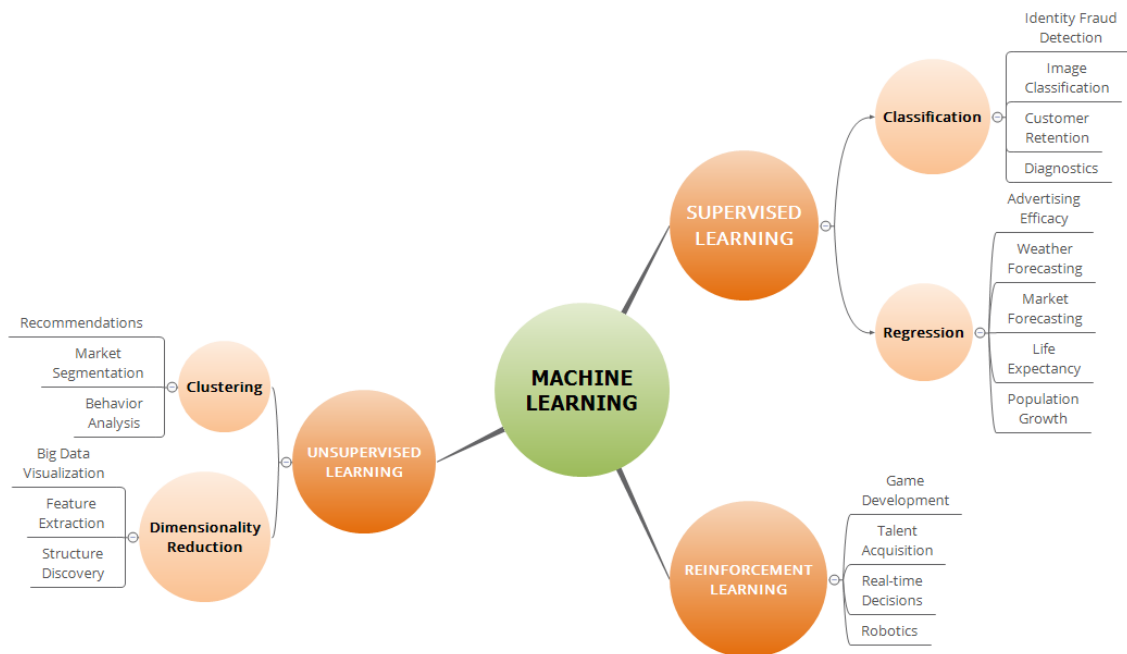 MACHINE
LEARNING
SUPERVISED
LEARNING
Classification
Identity Fraud
Detection
Image
Classification
Customer
Retention
Diagnostics
Regression
Advertising
Efficacy
Weather
Forecasting
Market
Forecasting
Life
Expectancy
Population
Growth
REINFORCEMENT
LEARNING
Game
Development
Talent
Acquisition
Real-time
Decisions
Robotics
UNSUPERVISED
LEARNING
Clustering
Recommendations
Market
Segmentation
Behavior
Analysis
Dimensionality
Reduction
Big Data
Visualization
Feature
Extraction
Structure
Discovery